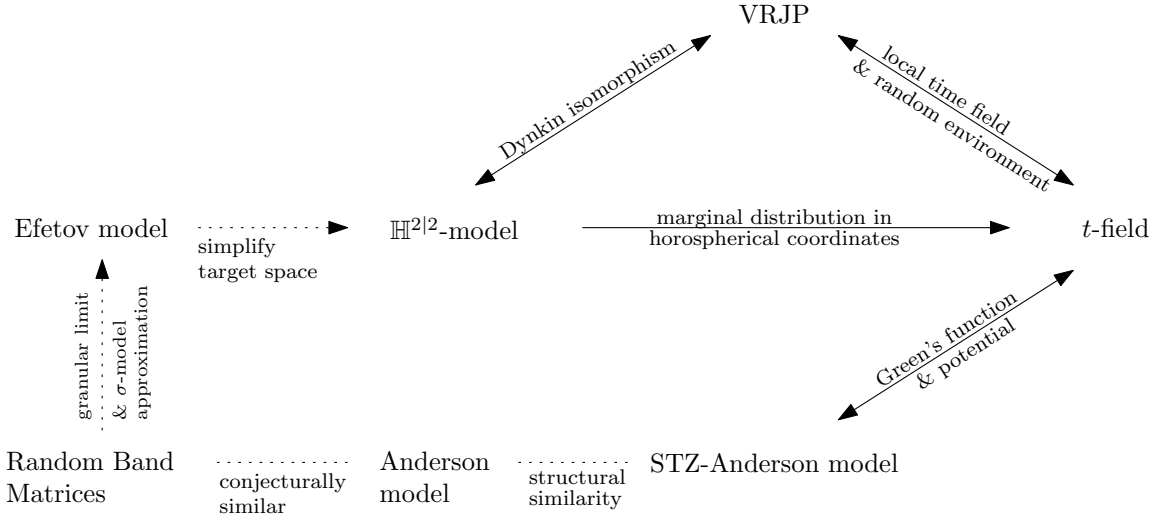 VRJP
Dynkin isomorphism
local time field
& random environment
Efetov model
simplify
target space
ℍ²|²-model
marginal distribution in
horospherical coordinates
t-field
granular limit
& σ-model
approximation
Green's function
& potential
Random Band
Matrices
conjecturally
similar
Anderson
model
structural
similarity
STZ-Anderson model